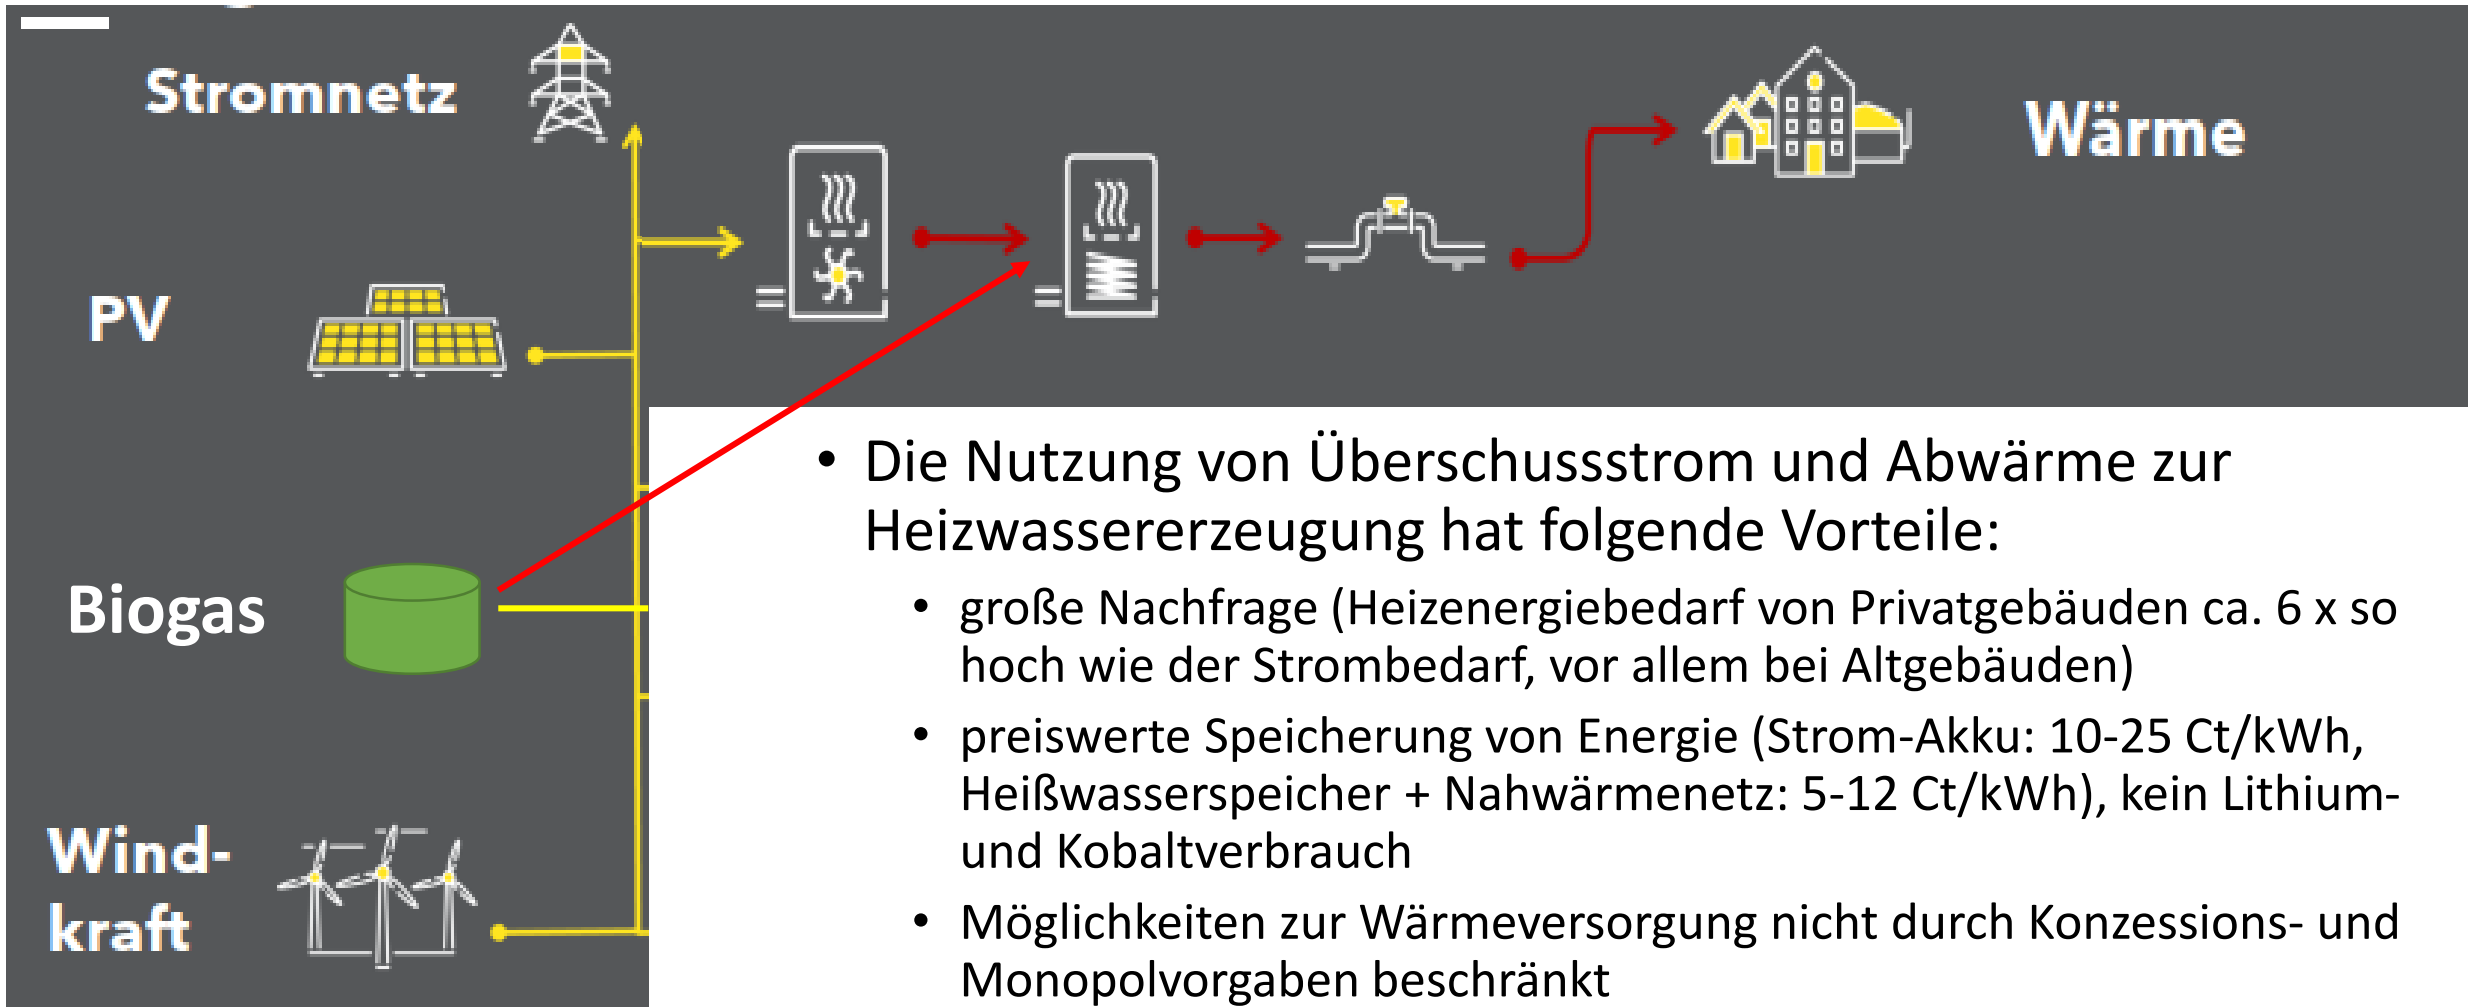 Stromnetz
Wärme
PV
Biogas
Wind-
kraft
• Die Nutzung von Überschussstrom und Abwärme zur
Heizwassererzeugung hat folgende Vorteile:
• große Nachfrage (Heizenergiebedarf von Privatgebäuden ca. 6 x so
hoch wie der Strombedarf, vor allem bei Altgebäuden)
• preiswerte Speicherung von Energie (Strom-Akku: 10-25 Ct/kWh,
Heißwasserspeicher + Nahwärmenetz: 5-12 Ct/kWh), kein Lithium-
und Kobaltverbrauch
• Möglichkeiten zur Wärmeversorgung nicht durch Konzessions- und
Monopolvorgaben beschränkt